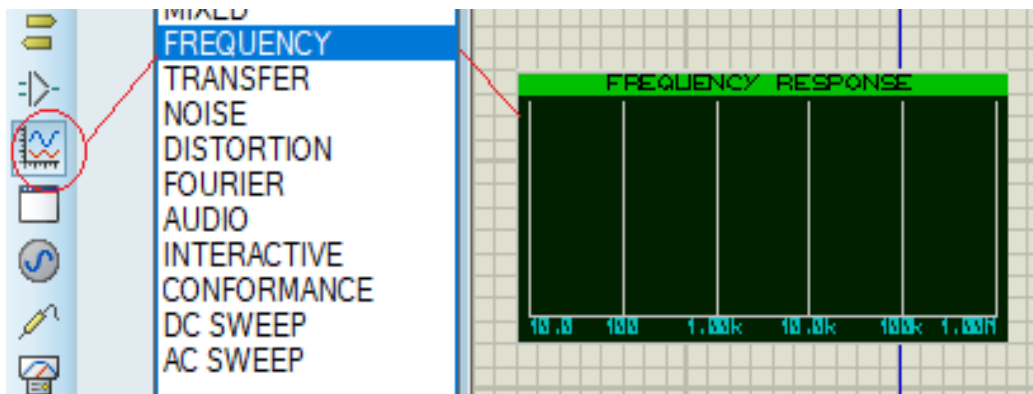 MIXED
FREQUENCY
TRANSFER
NOISE
DISTORTION
FOURIER
AUDIO
INTERACTIVE
CONFORMANCE
DC SWEEP
AC SWEEP
FREQUENCY RESPONSE
10.0 100 1.00k 10.0k 100k 1.00M